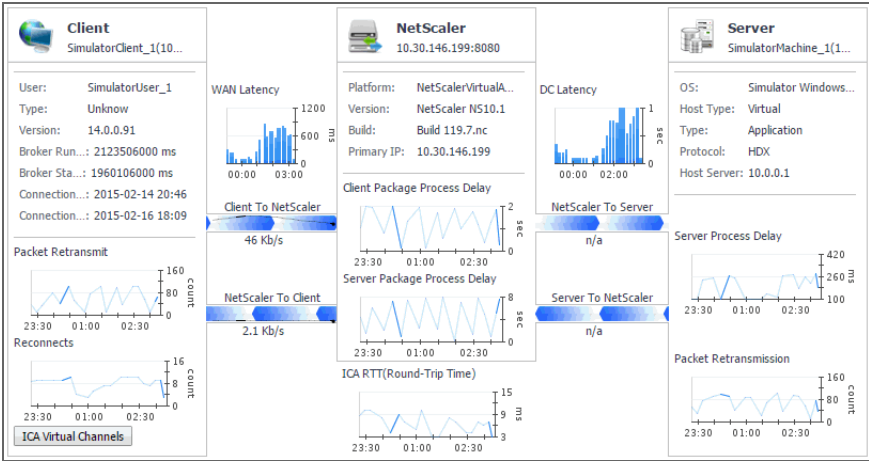 Client
SimulatorClient_1(10...
User: SimulatorUser_1
Type: Unknow
Version: 14.0.0.91
Broker Run...: 2123506000 ms
Broker Sta...: 1960106000 ms
Connection...: 2015-02-14 20:46
Connection...: 2015-02-16 18:09
Packet Retransmit
160
80
0
count
23:30 01:00 02:30
Reconnects
16
8
0
count
23:30 01:00 02:30
ICA Virtual Channels
WAN Latency
1200
600
0
ms
00:00 03:00
Client To NetScaler
46 Kb/s
NetScaler To Client
2.1 Kb/s
NetScaler
10.30.146.199:8080
Platform: NetScalerVirtualA...
Version: NetScaler NS10.1
Build: Build 119.7.nc
Primary IP: 10.30.146.199
Client Package Process Delay
2
0
sec
23:30 01:00 02:30
Server Package Process Delay
8
0
sec
23:30 01:00 02:30
ICA RTT(Round-Trip Time)
15
9
3
ms
23:30 01:00 02:30
DC Latency
1
0
sec
00:00 02:00
NetScaler To Server
n/a
Server To NetScaler
n/a
Server
SimulatorMachine_1(1...
OS: Simulator Windows...
Host Type: Virtual
Type: Application
Protocol: HDX
Host Server: 10.0.0.1
Server Process Delay
420
260
100
ms
23:30 01:00 02:30
Packet Retransmission
160
80
0
count
23:30 01:00 02:30